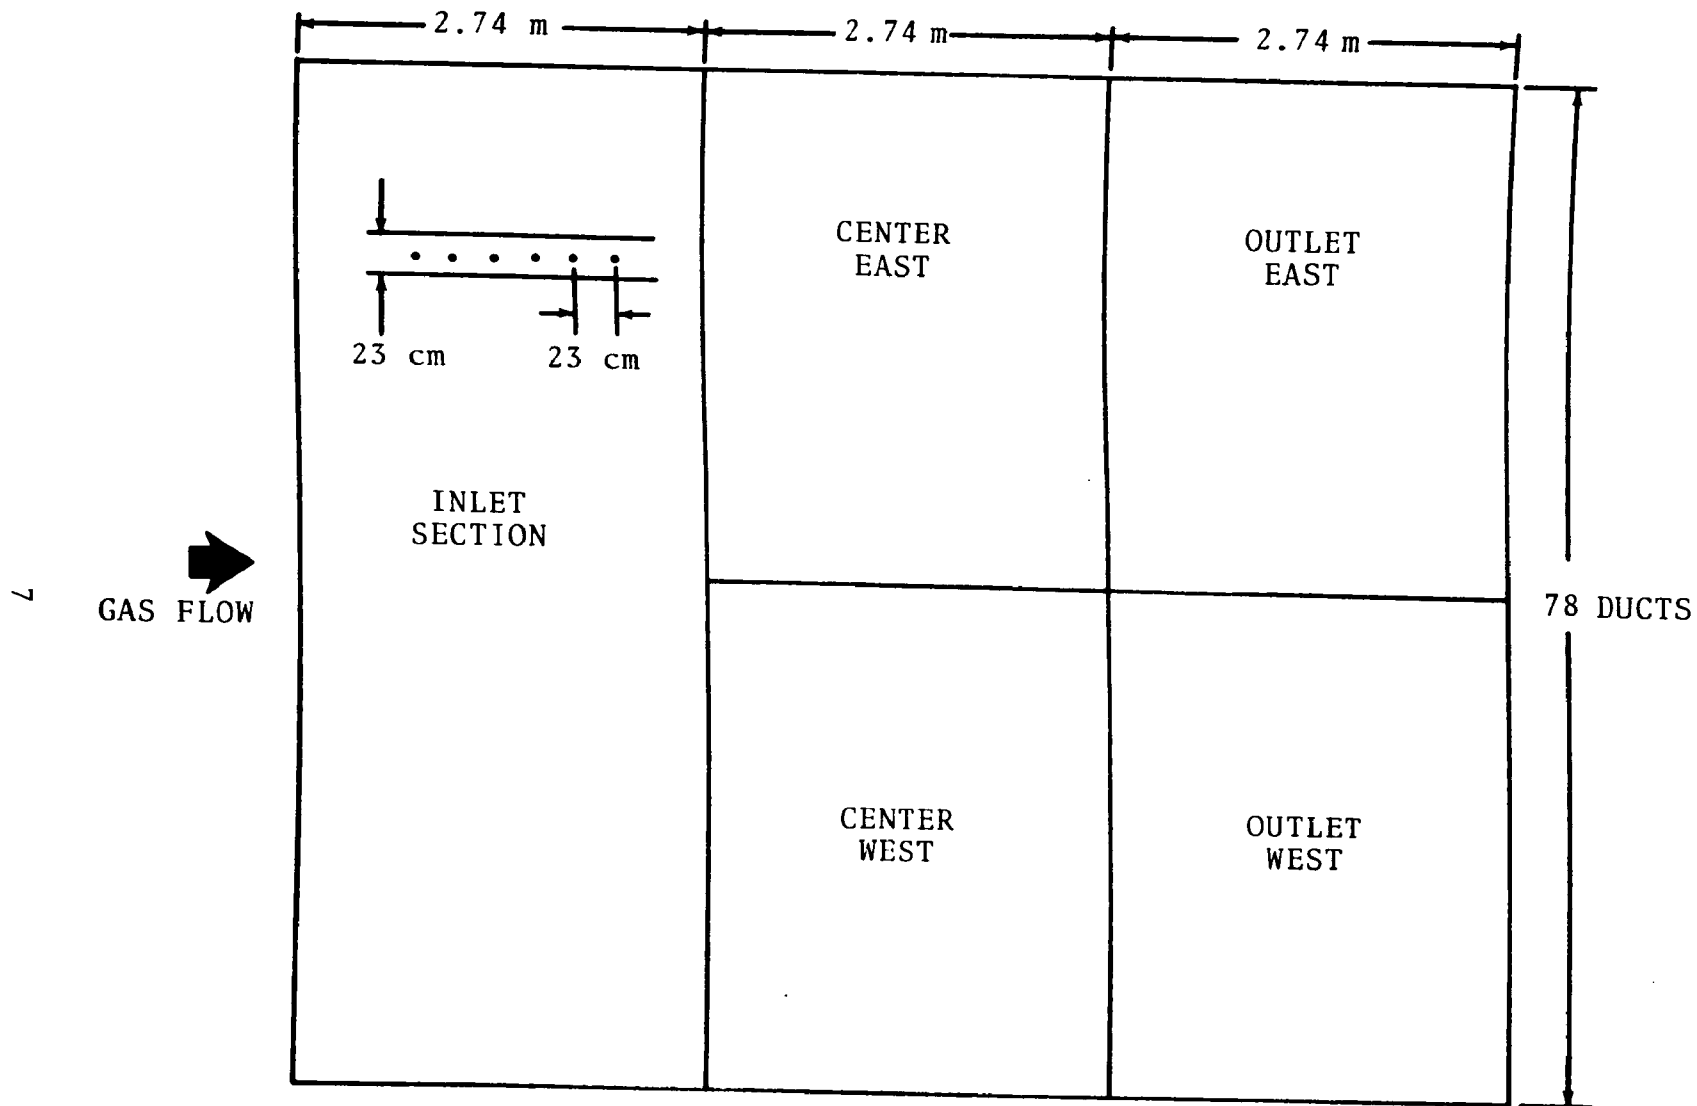 2.74 m
2.74 m
2.74 m
CENTER
EAST
OUTLET
EAST
23 cm
23 cm
INLET
SECTION
GAS FLOW
78 DUCTS
7
CENTER
WEST
OUTLET
WEST